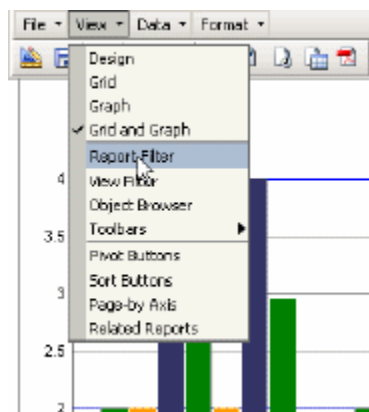 File View Data Format
Design
Grid
Graph
Grid and Graph
Report Filter
View Filter
Object Browser
Toolbars
Pivot Buttons
Sort Buttons
Page-by Axis
Related Reports
4
3.5
3
2.5
2